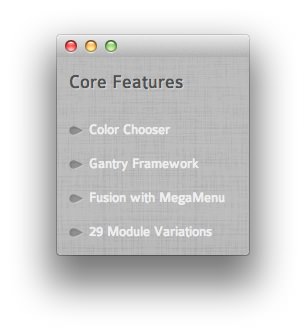 Core Features
Color Chooser
Gantry Framework
Fusion with MegaMenu
29 Module Variations